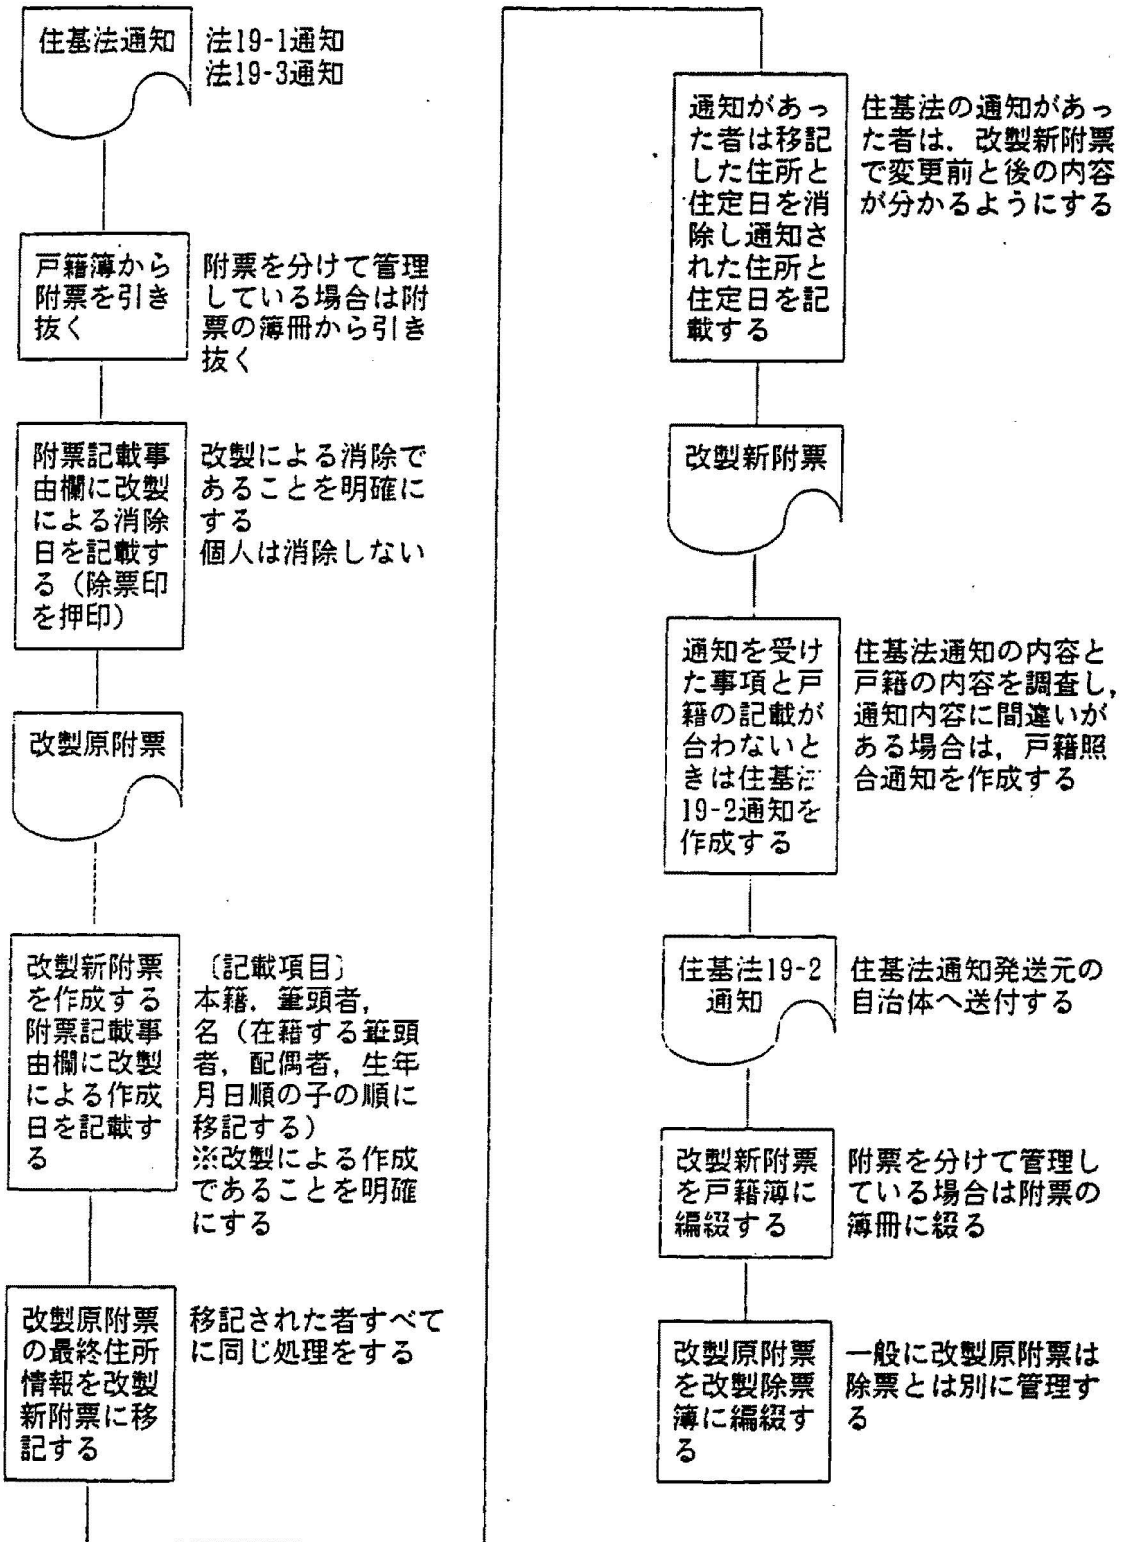 住基法通知
法19-1通知
法19-3通知
戸籍簿から
附票を引き
抜く
附票を分けて管理
している場合は附
票の簿冊から引き
抜く
附票記載事
由欄に改製
による消除
日を記載す
る（除票印
を押印）
改製による消除で
あることを明確に
する
個人は消除しない
改製原附票
改製新附票
を作成する
附票記載事
由欄に改製
による作成
日を記載す
る
〔記載項目〕
本籍，筆頭者，
名（在籍する筆頭
者，配偶者，生年
月日順の子の順に
移記する）
※改製による作成
であることを明確
にする
改製原附票
の最終住所
情報を改製
新附票に移
記する
移記された者すべて
に同じ処理をする
通知があっ
た者は移記
した住所と
住定日を消
除し通知さ
れた住所と
住定日を記
載する
住基法の通知があっ
た者は，改製新附票
で変更前と後の内容
が分かるようにする
改製新附票
通知を受け
た事項と戸
籍の記載が
合わないと
きは住基法
19-2通知を
作成する
住基法通知の内容と
戸籍の内容を調査し，
通知内容に間違いが
ある場合は，戸籍照
合通知を作成する
住基法19-2
通知
住基法通知発送元の
自治体へ送付する
改製新附票
を戸籍簿に
編綴する
附票を分けて管理し
ている場合は附票の
簿冊に綴る
改製原附票
を改製除票
簿に編綴す
る
一般に改製原附票は
除票とは別に管理す
る